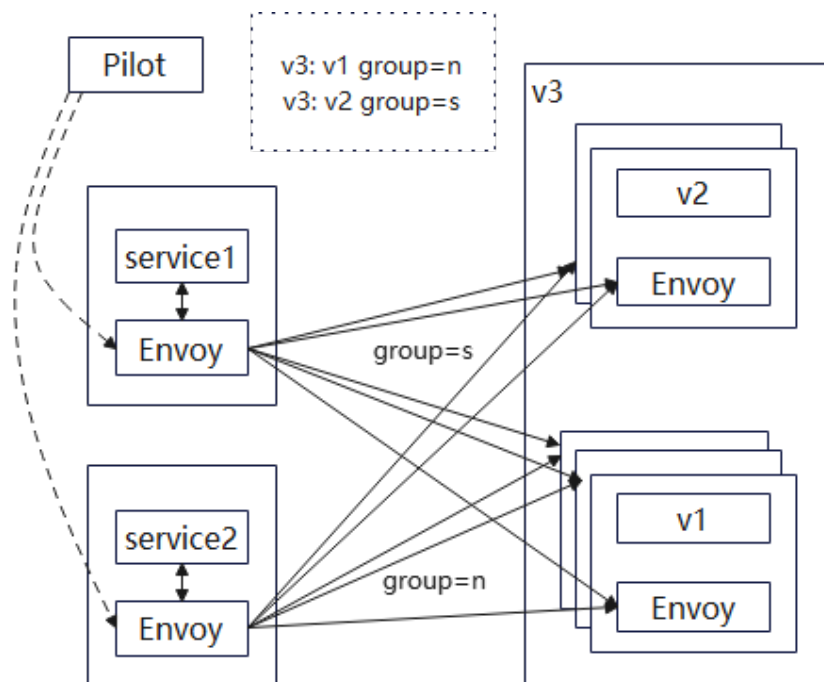 Pilot
v3: v1 group=n
v3: v2 group=s
v3
v2
Envoy
service1
Envoy
group=s
v1
Envoy
service2
Envoy
group=n